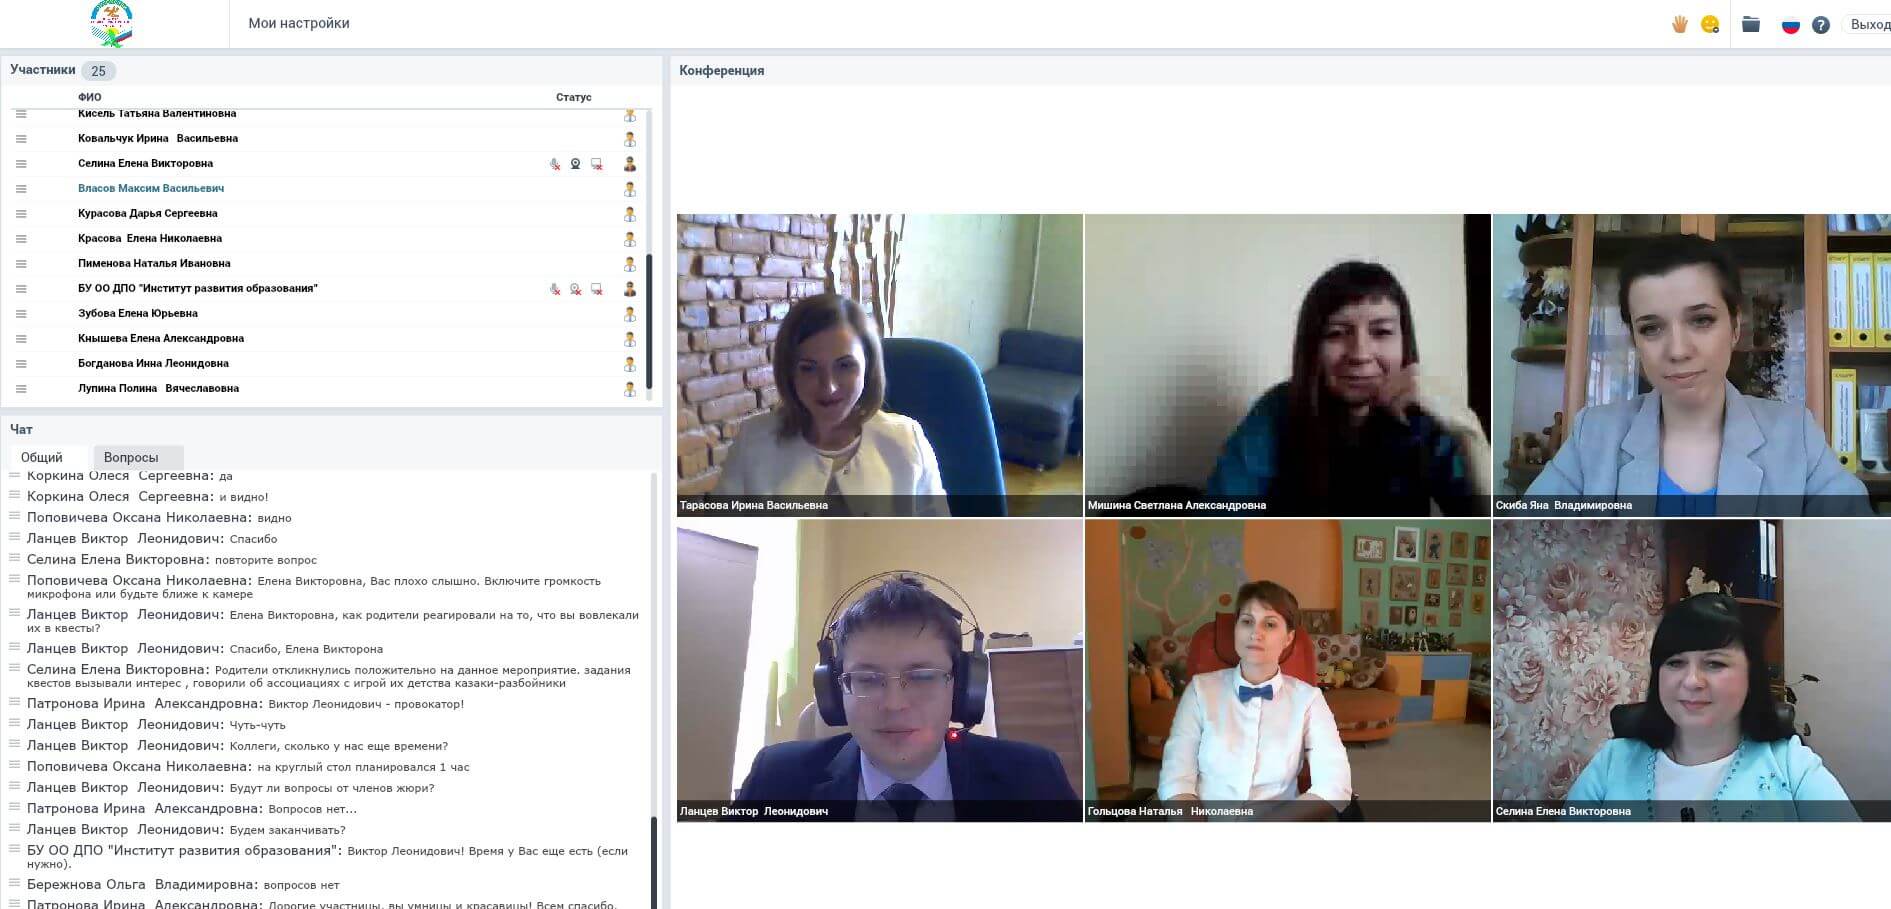 Мои настройки
?
Выход
Участники 25
ФИО Статус
Кисель Татьяна Валентиновна
Ковальчук Ирина Васильевна
Селина Елена Викторовна
Власов Максим Васильевич
Курасова Дарья Сергеевна
Красова Елена Николаевна
Пименова Наталья Ивановна
БУ ОО ДПО "Институт развития образования"
Зубова Елена Юрьевна
Кнышева Елена Александровна
Богданова Инна Леонидовна
Лупина Полина Вячеславовна
Чат
Общий Вопросы
Коркина Олеся Сергеевна: да
Коркина Олеся Сергеевна: и видно!
Поповичева Оксана Николаевна: видно
Ланцев Виктор Леонидович: Спасибо
Селина Елена Викторовна: повторите вопрос
Поповичева Оксана Николаевна: Елена Викторовна, Вас плохо слышно. Включите громкость
микрофона или будьте ближе к камере
Ланцев Виктор Леонидович: Елена Викторовна, как родители реагировали на то, что вы вовлекали
их в квесты?
Ланцев Виктор Леонидович: Спасибо, Елена Викторона
Селина Елена Викторовна: Родители откликнулись положительно на данное мероприятие. задания
квестов вызывали интерес , говорили об ассоциациях с игрой их детства казаки-разбойники
Патронова Ирина Александровна: Виктор Леонидович - провокатор!
Ланцев Виктор Леонидович: Чуть-чуть
Ланцев Виктор Леонидович: Коллеги, сколько у нас еще времени?
Поповичева Оксана Николаевна: на круглый стол планировался 1 час
Ланцев Виктор Леонидович: Будут ли вопросы от членов жюри?
Патронова Ирина Александровна: Вопросов нет...
Ланцев Виктор Леонидович: Будем заканчивать?
БУ ОО ДПО "Институт развития образования": Виктор Леонидович! Время у Вас еще есть (если
нужно).
Бережнова Ольга Владимировна: вопросов нет
Патронова Ирина Александровна: Дорогие участницы, вы умницы и красавицы! Всем спасибо.
Конференция
Тарасова Ирина Васильевна
Мишина Светлана Александровна
Скиба Яна Владимировна
Ланцев Виктор Леонидович
Гольцова Наталья Николаевна
Селина Елена Викторовна